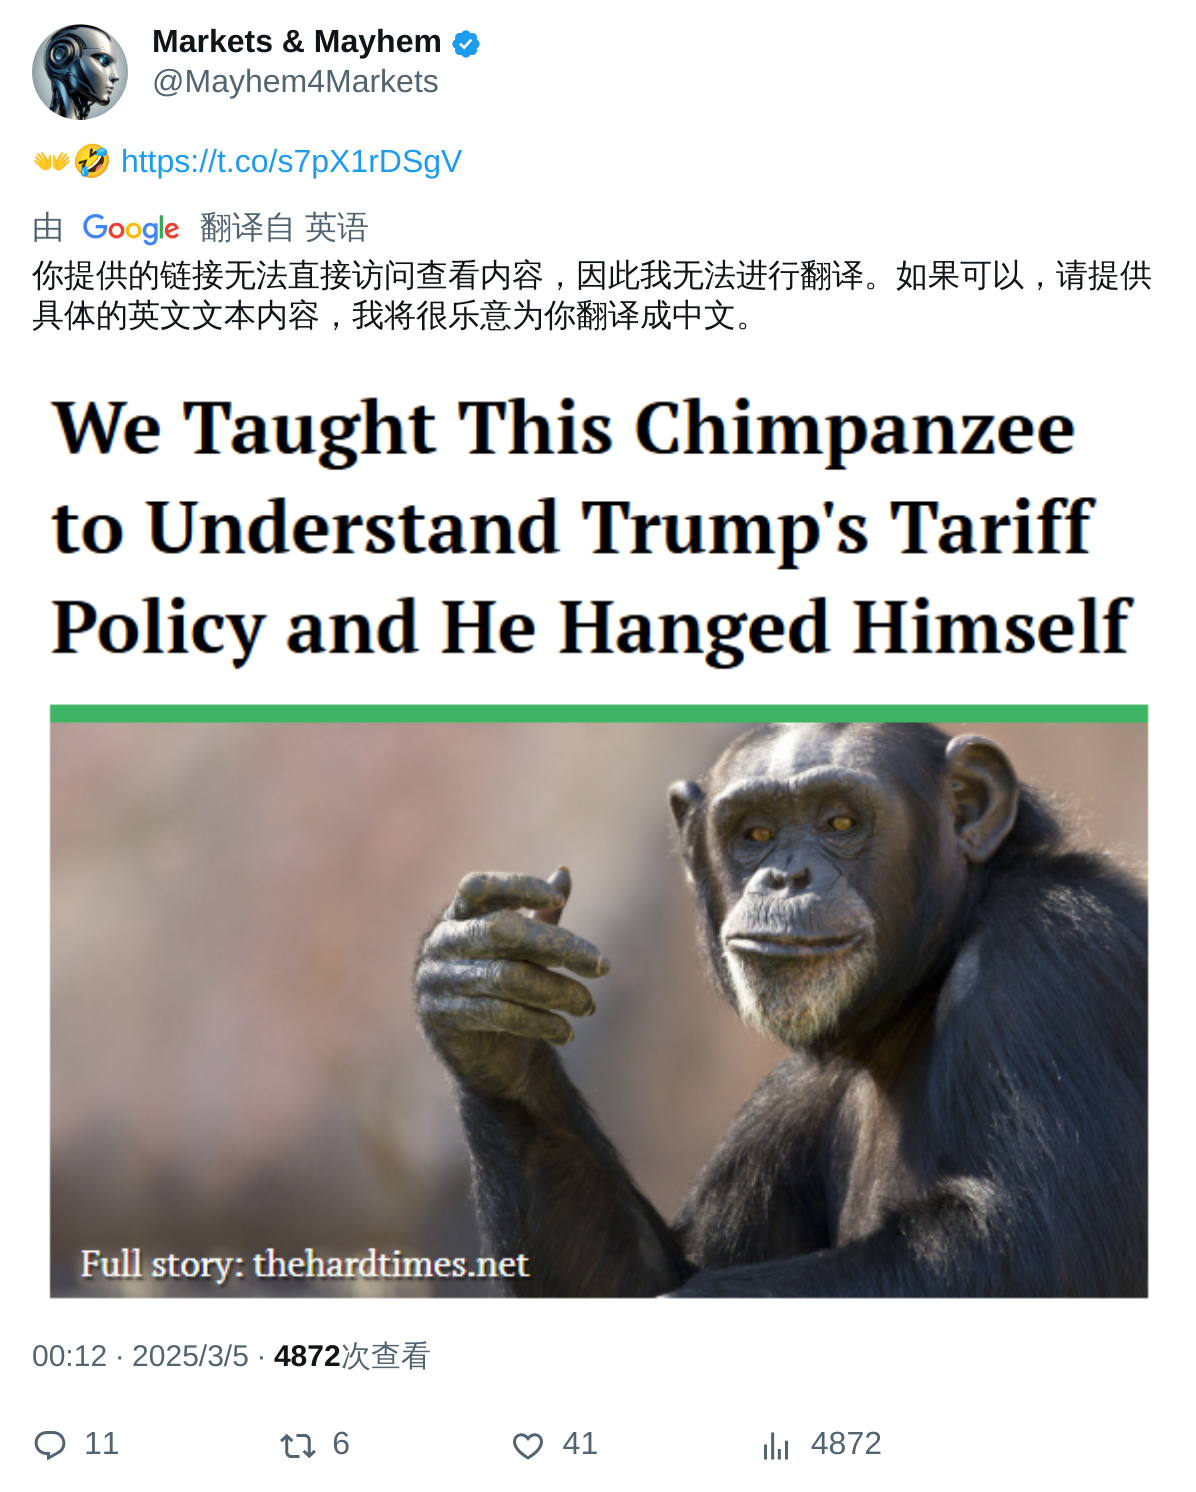 Markets & Mayhem
@Mayhem4Markets
👐🤣 https://t.co/s7pX1rDSgV
由 Google 翻译自 英语
你提供的链接无法直接访问查看内容，因此我无法进行翻译。如果可以，请提供
具体的英文文本内容，我将很乐意为你翻译成中文。
We Taught This Chimpanzee
to Understand Trump's Tariff
Policy and He Hanged Himself
Full story: thehardtimes.net
00:12 · 2025/3/5 · 4872次查看
11 6 41 4872